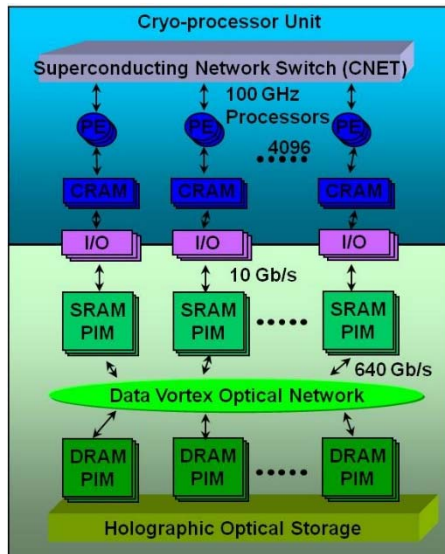 Cryo-processor Unit
Superconducting Network Switch (CNET)
100 GHz
Processors
PE PE PE
4096
CRAM CRAM CRAM
I/O I/O I/O
10 Gb/s
SRAM PIM
SRAM PIM
SRAM PIM
640 Gb/s
Data Vortex Optical Network
DRAM PIM
DRAM PIM
DRAM PIM
Holographic Optical Storage